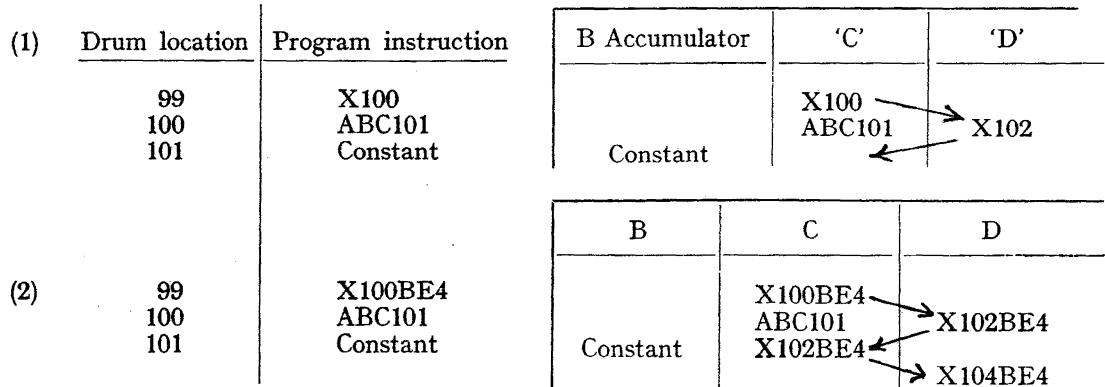 (1) Drum location Program instruction B Accumulator ‘C’ ‘D’
99 X100 X100
100 ABC101 ABC101 X102
101 Constant Constant
B C D
(2) 99 X100BE4 X100BE4
100 ABC101 ABC101 X102BE4
101 Constant Constant X102BE4
X104BE4